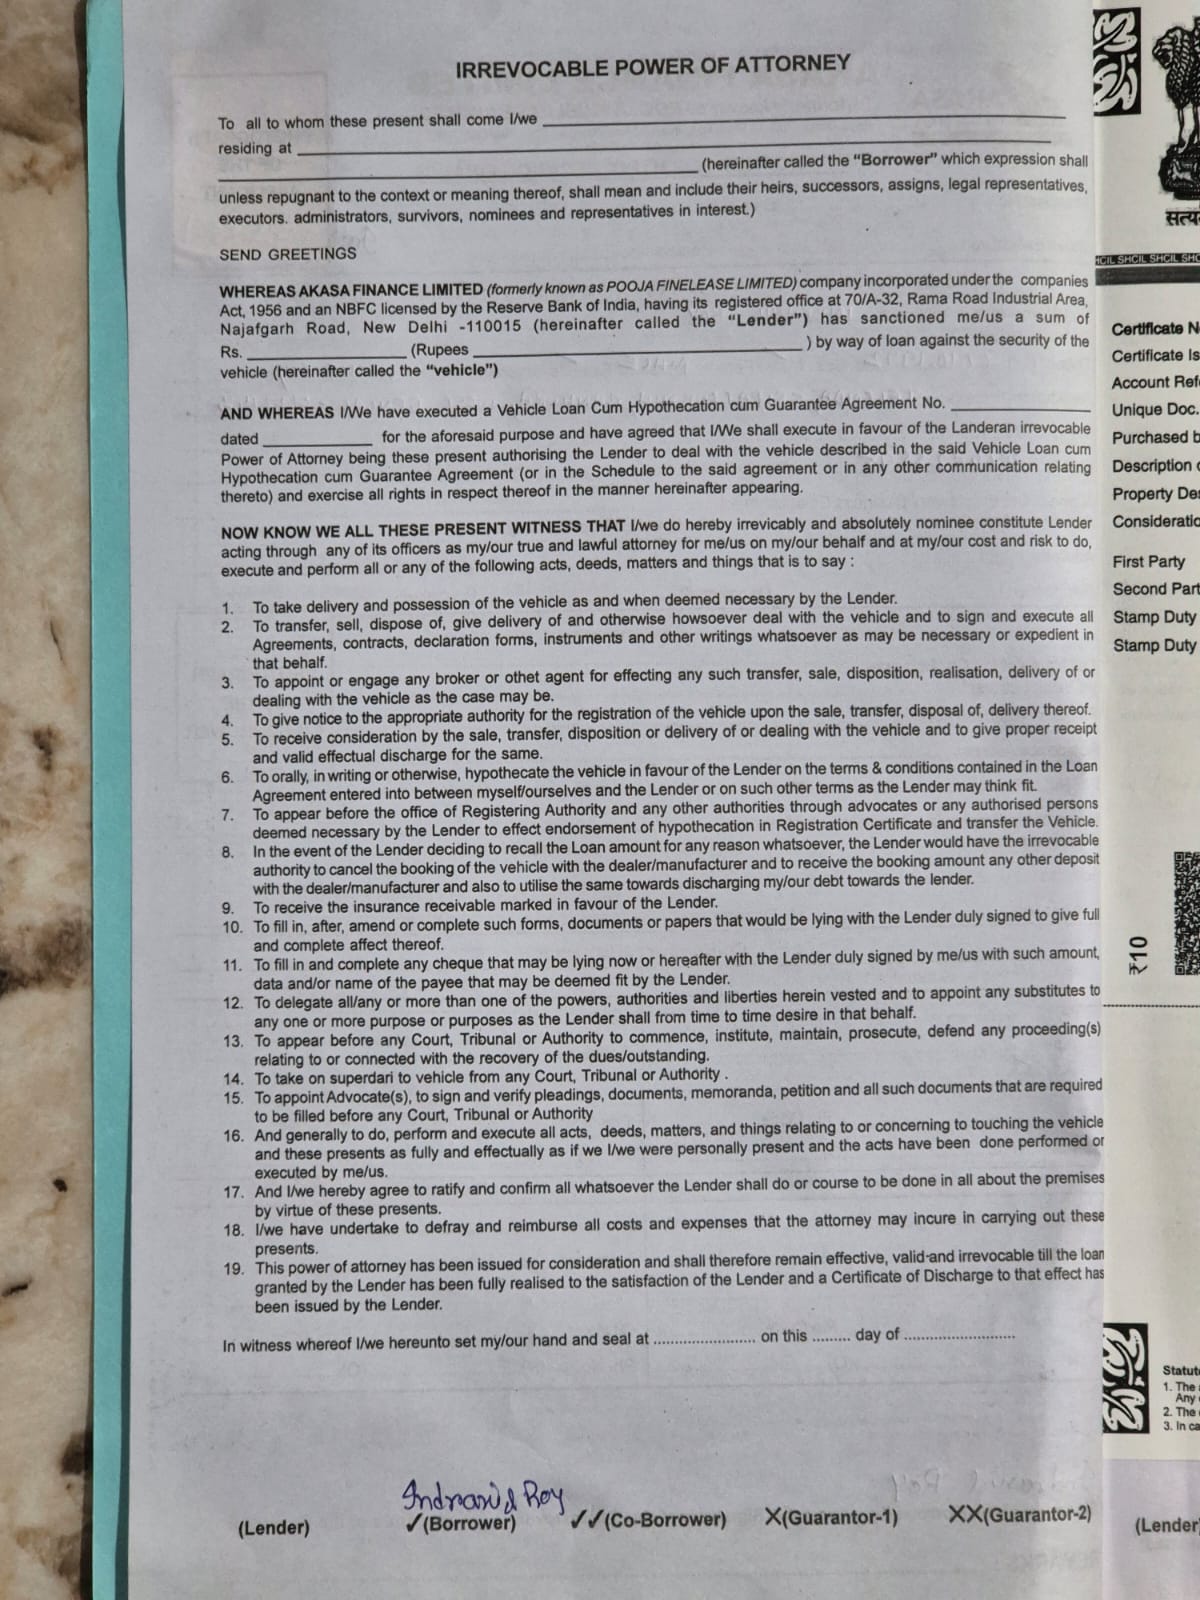 IRREVOCABLE POWER OF ATTORNEY
To all to whom these present shall come I/we
residing at
(hereinafter called the "Borrower" which expression shall
unless repugnant to the context or meaning thereof, shall mean and include their heirs, successors, assigns, legal representatives,
executors. administrators, survivors, nominees and representatives in interest.)
SEND GREETINGS
WHEREAS AKASA FINANCE LIMITED (formerly known as POOJA FINELEASE LIMITED) company incorporated under the companies
Act, 1956 and an NBFC licensed by the Reserve Bank of India, having its registered office at 70/A-32, Rama Road Industrial Area,
Najafgarh Road, New Delhi -110015 (hereinafter called the "Lender") has sanctioned me/us a sum of
Rs. (Rupees ) by way of loan against the security of the
vehicle (hereinafter called the "vehicle")
AND WHEREAS I/We have executed a Vehicle Loan Cum Hypothecation cum Guarantee Agreement No.
dated for the aforesaid purpose and have agreed that I/We shall execute in favour of the Landeran irrevocable
Power of Attorney being these present authorising the Lender to deal with the vehicle described in the said Vehicle Loan cum
Hypothecation cum Guarantee Agreement (or in the Schedule to the said agreement or in any other communication relating
thereto) and exercise all rights in respect thereof in the manner hereinafter appearing.
NOW KNOW WE ALL THESE PRESENT WITNESS THAT I/we do hereby irrevicably and absolutely nominee constitute Lender
acting through any of its officers as my/our true and lawful attorney for me/us on my/our behalf and at my/our cost and risk to do,
execute and perform all or any of the following acts, deeds, matters and things that is to say :
1. To take delivery and possession of the vehicle as and when deemed necessary by the Lender.
2. To transfer, sell, dispose of, give delivery of and otherwise howsoever deal with the vehicle and to sign and execute all
Agreements, contracts, declaration forms, instruments and other writings whatsoever as may be necessary or expedient in
that behalf.
3. To appoint or engage any broker or othet agent for effecting any such transfer, sale, disposition, realisation, delivery of or
dealing with the vehicle as the case may be.
4. To give notice to the appropriate authority for the registration of the vehicle upon the sale, transfer, disposal of, delivery thereof.
5. To receive consideration by the sale, transfer, disposition or delivery of or dealing with the vehicle and to give proper receipt
and valid effectual discharge for the same.
6. To orally, in writing or otherwise, hypothecate the vehicle in favour of the Lender on the terms & conditions contained in the Loan
Agreement entered into between myself/ourselves and the Lender or on such other terms as the Lender may think fit.
7. To appear before the office of Registering Authority and any other authorities through advocates or any authorised persons
deemed necessary by the Lender to effect endorsement of hypothecation in Registration Certificate and transfer the Vehicle.
8. In the event of the Lender deciding to recall the Loan amount for any reason whatsoever, the Lender would have the irrevocable
authority to cancel the booking of the vehicle with the dealer/manufacturer and to receive the booking amount any other deposit
with the dealer/manufacturer and also to utilise the same towards discharging my/our debt towards the lender.
9. To receive the insurance receivable marked in favour of the Lender.
10. To fill in, after, amend or complete such forms, documents or papers that would be lying with the Lender duly signed to give full
and complete affect thereof.
11. To fill in and complete any cheque that may be lying now or hereafter with the Lender duly signed by me/us with such amount,
data and/or name of the payee that may be deemed fit by the Lender.
12. To delegate all/any or more than one of the powers, authorities and liberties herein vested and to appoint any substitutes to
any one or more purpose or purposes as the Lender shall from time to time desire in that behalf.
13. To appear before any Court, Tribunal or Authority to commence, institute, maintain, prosecute, defend any proceeding(s)
relating to or connected with the recovery of the dues/outstanding.
14. To take on superdari to vehicle from any Court, Tribunal or Authority .
15. To appoint Advocate(s), to sign and verify pleadings, documents, memoranda, petition and all such documents that are required
to be filled before any Court, Tribunal or Authority
16. And generally to do, perform and execute all acts, deeds, matters, and things relating to or concerning to touching the vehicle
and these presents as fully and effectually as if we I/we were personally present and the acts have been done performed or
executed by me/us.
17. And I/we hereby agree to ratify and confirm all whatsoever the Lender shall do or course to be done in all about the premises
by virtue of these presents.
18. I/we have undertake to defray and reimburse all costs and expenses that the attorney may incure in carrying out these
presents.
19. This power of attorney has been issued for consideration and shall therefore remain effective, valid-and irrevocable till the loan
granted by the Lender has been fully realised to the satisfaction of the Lender and a Certificate of Discharge to that effect has
been issued by the Lender.
In witness whereof I/we hereunto set my/our hand and seal at ........................ on this ......... day of ..........................
Indranil Roy
(Lender) ✓(Borrower) ✓✓(Co-Borrower) X(Guarantor-1) XX(Guarantor-2)
सत्य
SHCIL SHCIL SHC
Certificate N
Certificate Is
Account Ref
Unique Doc.
Purchased b
Description
Property De
Consideratio
First Party
Second Part
Stamp Duty
Stamp Duty
₹10
Statut
1. The
Any
2. The
3. In ca
(Lender)